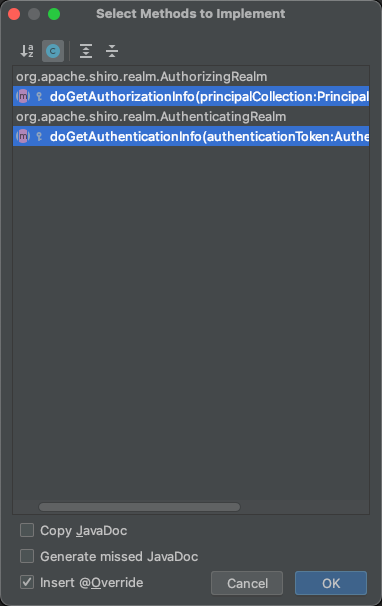 Select Methods to Implement
org.apache.shiro.realm.AuthorizingRealm
doGetAuthorizationInfo(principalCollection:Principal
org.apache.shiro.realm.AuthenticatingRealm
doGetAuthenticationInfo(authenticationToken:Authe
Copy JavaDoc
Generate missed JavaDoc
Insert @Override
Cancel
OK